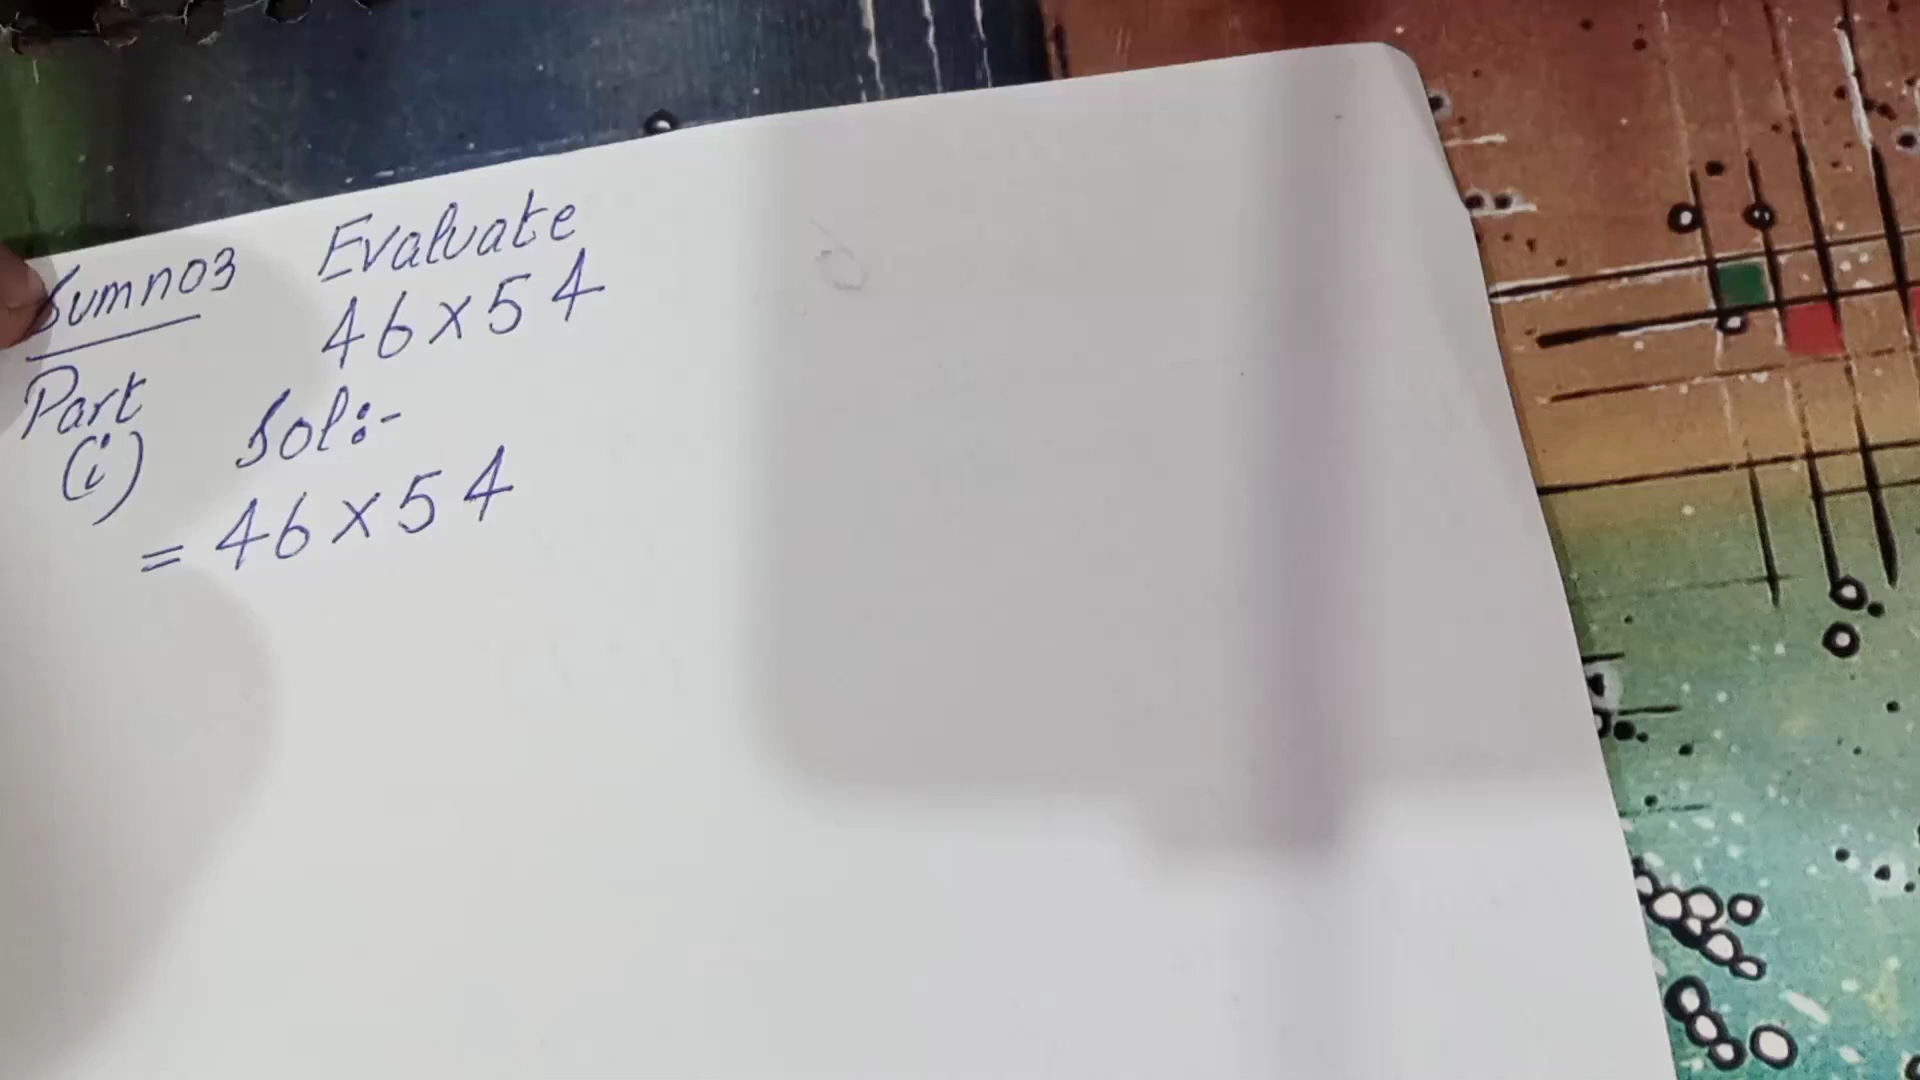 Sum no3 Evaluate
46×54
Part
(i) Sol:-
= 46×54